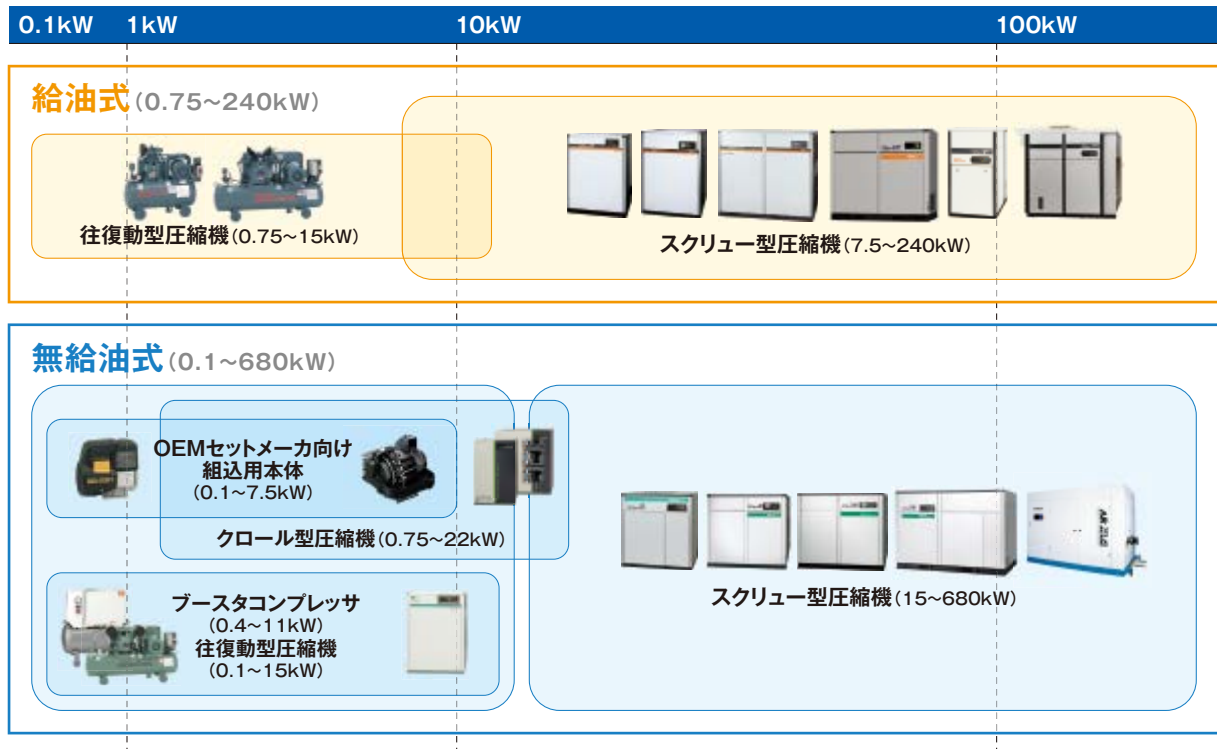 0.1kW 1kW 10kW 100kW
給油式(0.75~240kW)
往復動型圧縮機(0.75~15kW)
スクリュー型圧縮機(7.5~240kW)
無給油式(0.1~680kW)
OEMセットメーカ向け
組込用本体
(0.1~7.5kW)
クロール型圧縮機(0.75~22kW)
ブースタコンプレッサ
(0.4~11kW)
往復動型圧縮機
(0.1~15kW)
スクリュー型圧縮機(15~680kW)